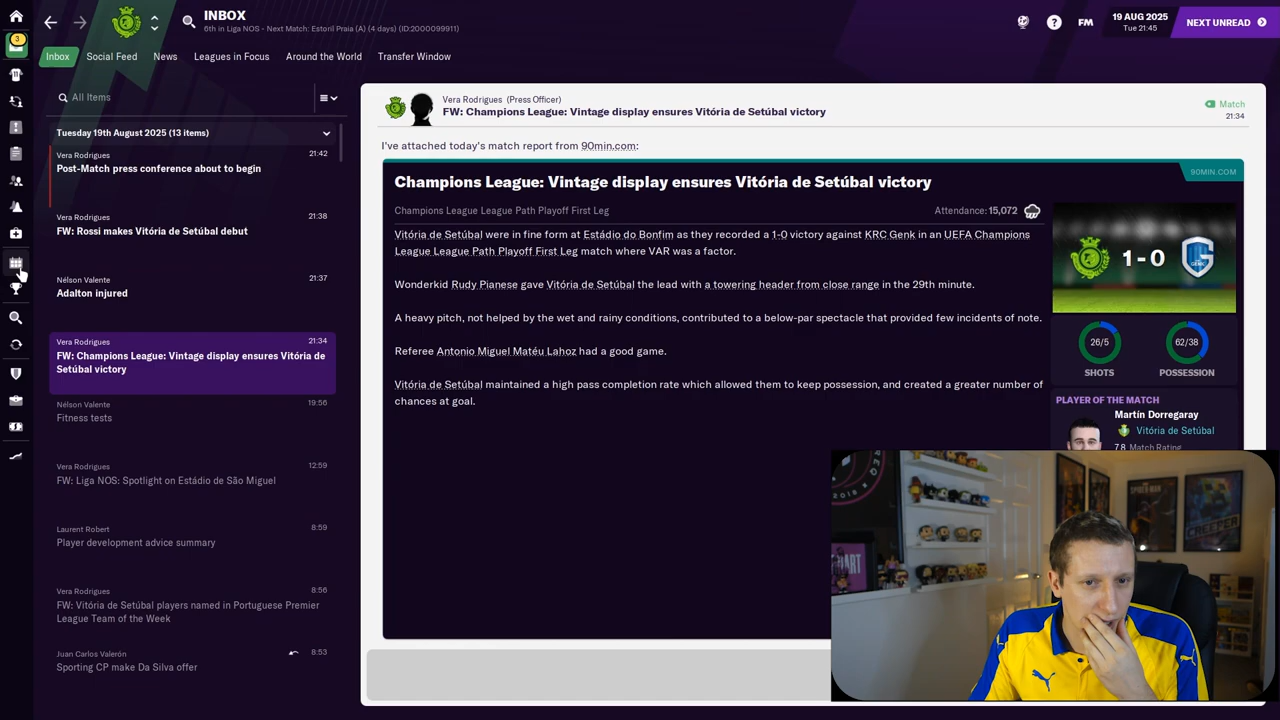 INBOX
6th in Liga NOS - Next Match: Estoril Praia (A) (4 days) (ID:2000099911)
FM
19 AUG 2025
Tue 21:45
NEXT UNREAD
3
Inbox
Social Feed
News
Leagues in Focus
Around the World
Transfer Window
All Items
Tuesday 19th August 2025 (13 items)
Vera Rodrigues 21:42
Post-Match press conference about to begin
Vera Rodrigues 21:38
FW: Rossi makes Vitória de Setúbal debut
Nélson Valente 21:37
Adalton injured
Vera Rodrigues 21:34
FW: Champions League: Vintage display ensures Vitória de
Setúbal victory
Nélson Valente 19:56
Fitness tests
Vera Rodrigues 12:59
FW: Liga NOS: Spotlight on Estádio de São Miguel
Laurent Robert 8:59
Player development advice summary
Vera Rodrigues 8:56
FW: Vitória de Setúbal players named in Portuguese Premier
League Team of the Week
Juan Carlos Valerón 8:53
Sporting CP make Da Silva offer
Vera Rodrigues (Press Officer)
FW: Champions League: Vintage display ensures Vitória de Setúbal victory
Match
21:34
I've attached today's match report from 90min.com:
90MIN.COM
Champions League: Vintage display ensures Vitória de Setúbal victory
Champions League League Path Playoff First Leg
Attendance: 15,072
Vitória de Setúbal were in fine form at Estádio do Bonfim as they recorded a 1-0 victory against KRC Genk in an UEFA Champions
League League Path Playoff First Leg match where VAR was a factor.
Wonderkid Rudy Pianese gave Vitória de Setúbal the lead with a towering header from close range in the 29th minute.
A heavy pitch, not helped by the wet and rainy conditions, contributed to a below-par spectacle that provided few incidents of note.
Referee Antonio Miguel Matéu Lahoz had a good game.
Vitória de Setúbal maintained a high pass completion rate which allowed them to keep possession, and created a greater number of
chances at goal.
1 - 0
GENK
26/5
SHOTS
62/38
POSSESSION
PLAYER OF THE MATCH
Martín Dorregaray
Vitória de Setúbal
7.8 Match Rating